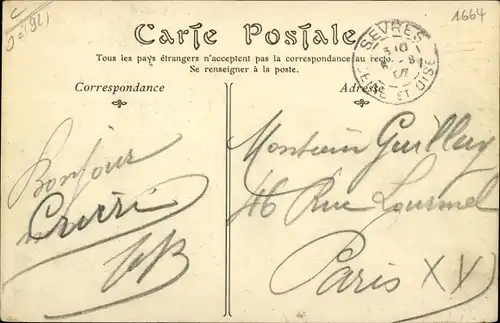 C
O=(92)
1664
Carte Postale
Tous les pays étrangers n'acceptent pas la correspondance au recto.
Se renseigner à la poste.
SEVRES
SEINE ET OISE
Correspondance
Adresse
Bonjour
Monsieur
46 Rue Lourmel
Paris XV